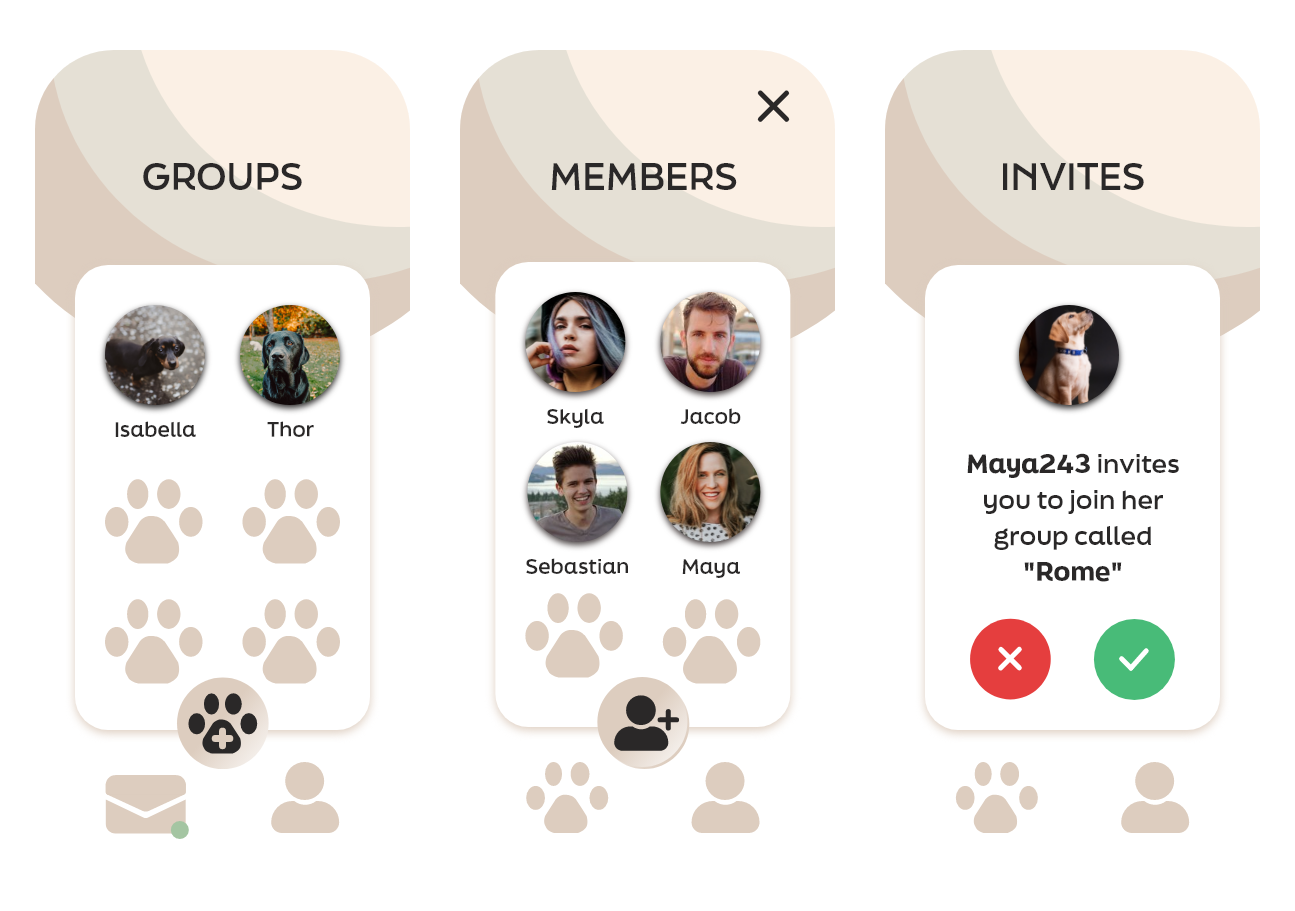 GROUPS
Isabella
Thor
MEMBERS
Skyla
Jacob
Sebastian
Maya
INVITES
Maya243 invites
you to join her
group called
"Rome"